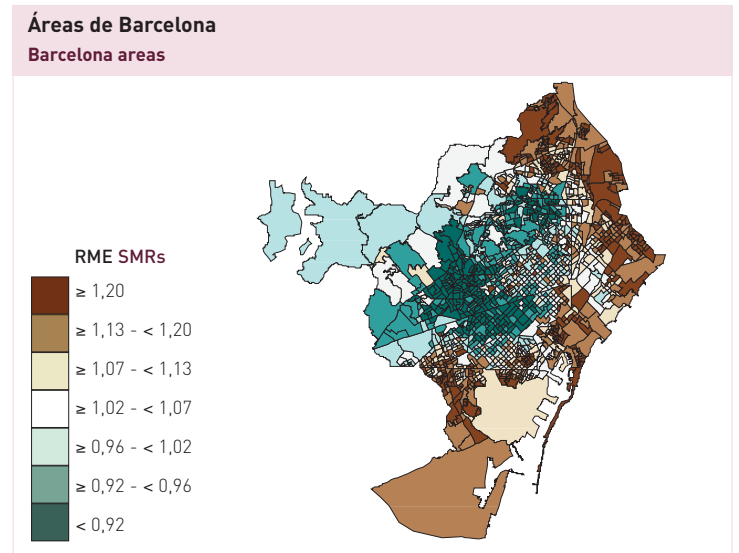 Áreas de Barcelona
Barcelona areas
RME SMRs
≥ 1,20
≥ 1,13 - < 1,20
≥ 1,07 - < 1,13
≥ 1,02 - < 1,07
≥ 0,96 - < 1,02
≥ 0,92 - < 0,96
< 0,92